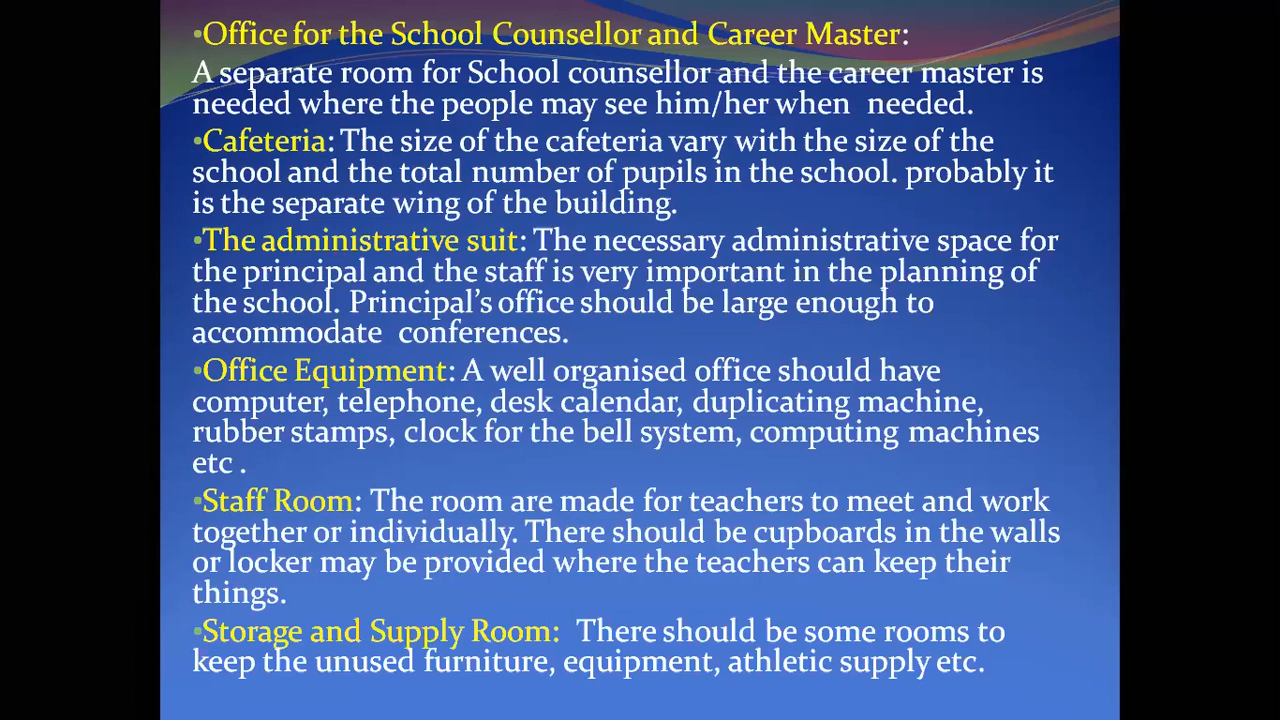 •Office for the School Counsellor and Career Master:
A separate room for School counsellor and the career master is
needed where the people may see him/her when needed.
•Cafeteria: The size of the cafeteria vary with the size of the
school and the total number of pupils in the school. probably it
is the separate wing of the building.
•The administrative suit: The necessary administrative space for
the principal and the staff is very important in the planning of
the school. Principal's office should be large enough to
accommodate conferences.
•Office Equipment: A well organised office should have
computer, telephone, desk calendar, duplicating machine,
rubber stamps, clock for the bell system, computing machines
etc .
•Staff Room: The room are made for teachers to meet and work
together or individually. There should be cupboards in the walls
or locker may be provided where the teachers can keep their
things.
•Storage and Supply Room: There should be some rooms to
keep the unused furniture, equipment, athletic supply etc.